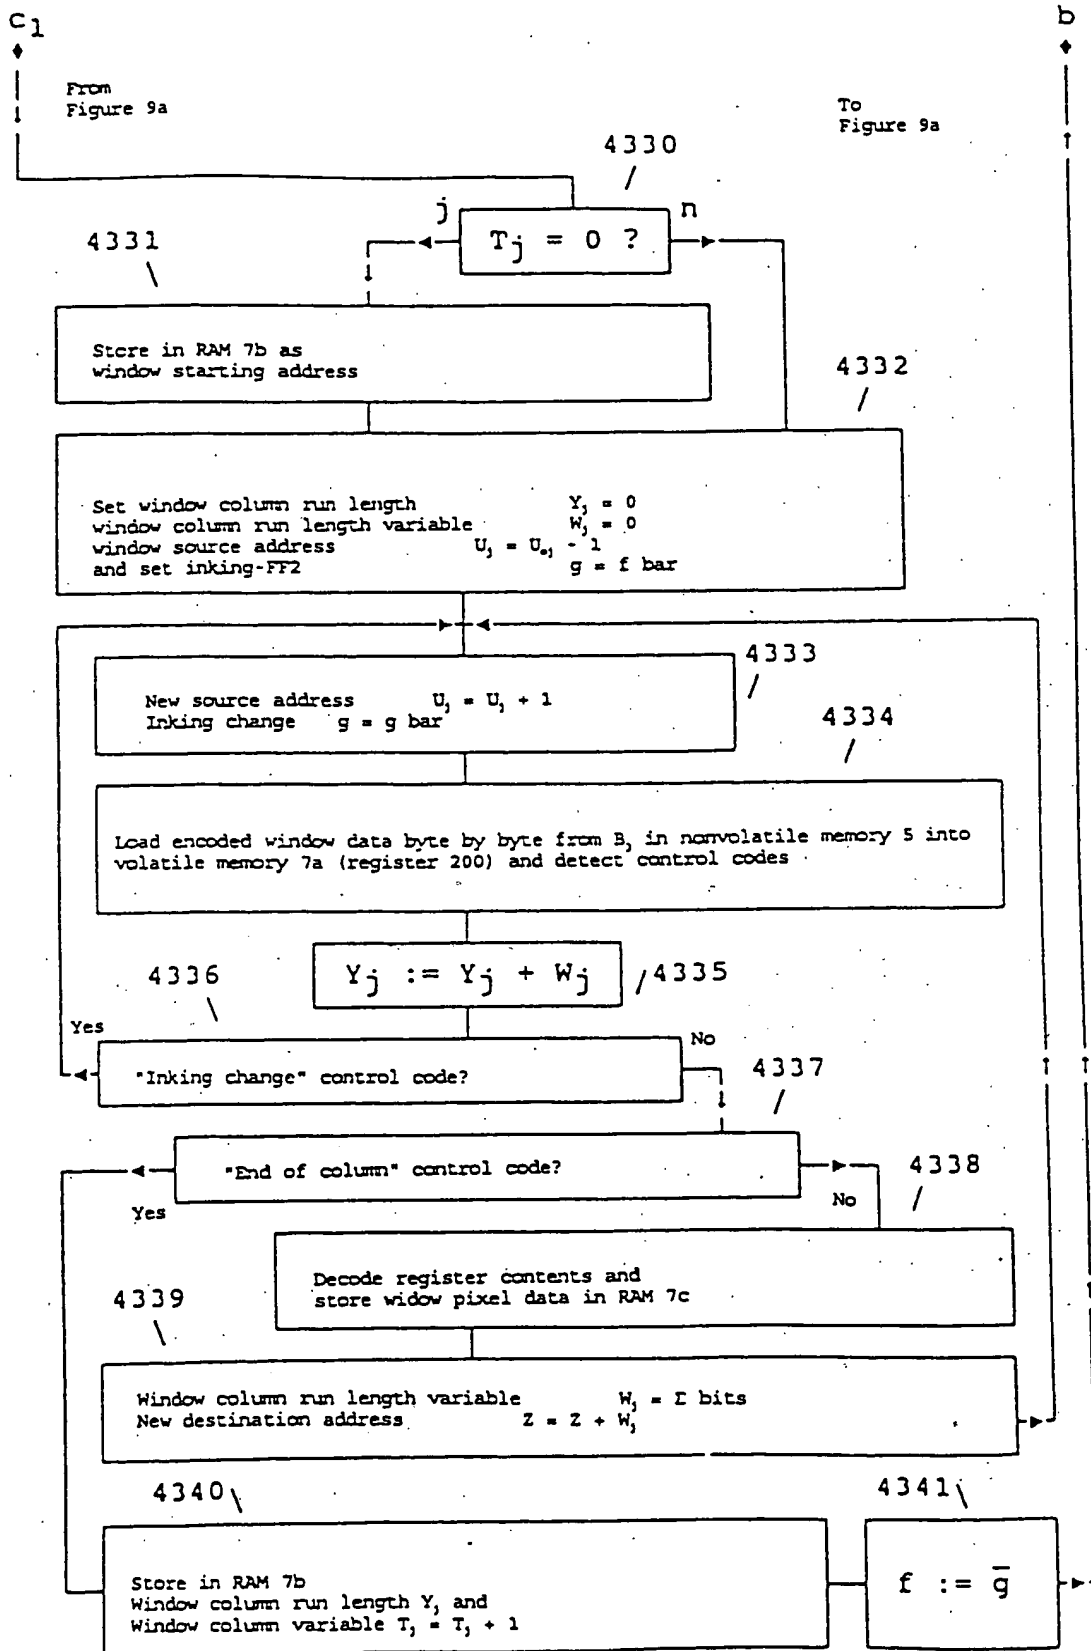 c1
b
From
Figure 9a
To
Figure 9a
4330
j
n
Tj = 0 ?
4331
Store in RAM 7b as
window starting address
4332
Set window column run length Yj = 0
window column run length variable Wj = 0
window source address Uj = Uoj - 1
and set inking-FF2 g = f bar
4333
New source address Uj = Uj + 1
Inking change g = g bar
4334
Load encoded window data byte by byte from Bj in nonvolatile memory 5 into
volatile memory 7a (register 200) and detect control codes
Yj := Yj + Wj
4335
4336
Yes
No
"Inking change" control code?
4337
"End of column" control code?
4338
Yes
No
Decode register contents and
store widow pixel data in RAM 7c
4339
Window column run length variable Wj = Σ bits
New destination address Z = Z + Wj
4340
4341
Store in RAM 7b
Window column run length Yj and
Window column variable Tj = Tj + 1
f := g̅